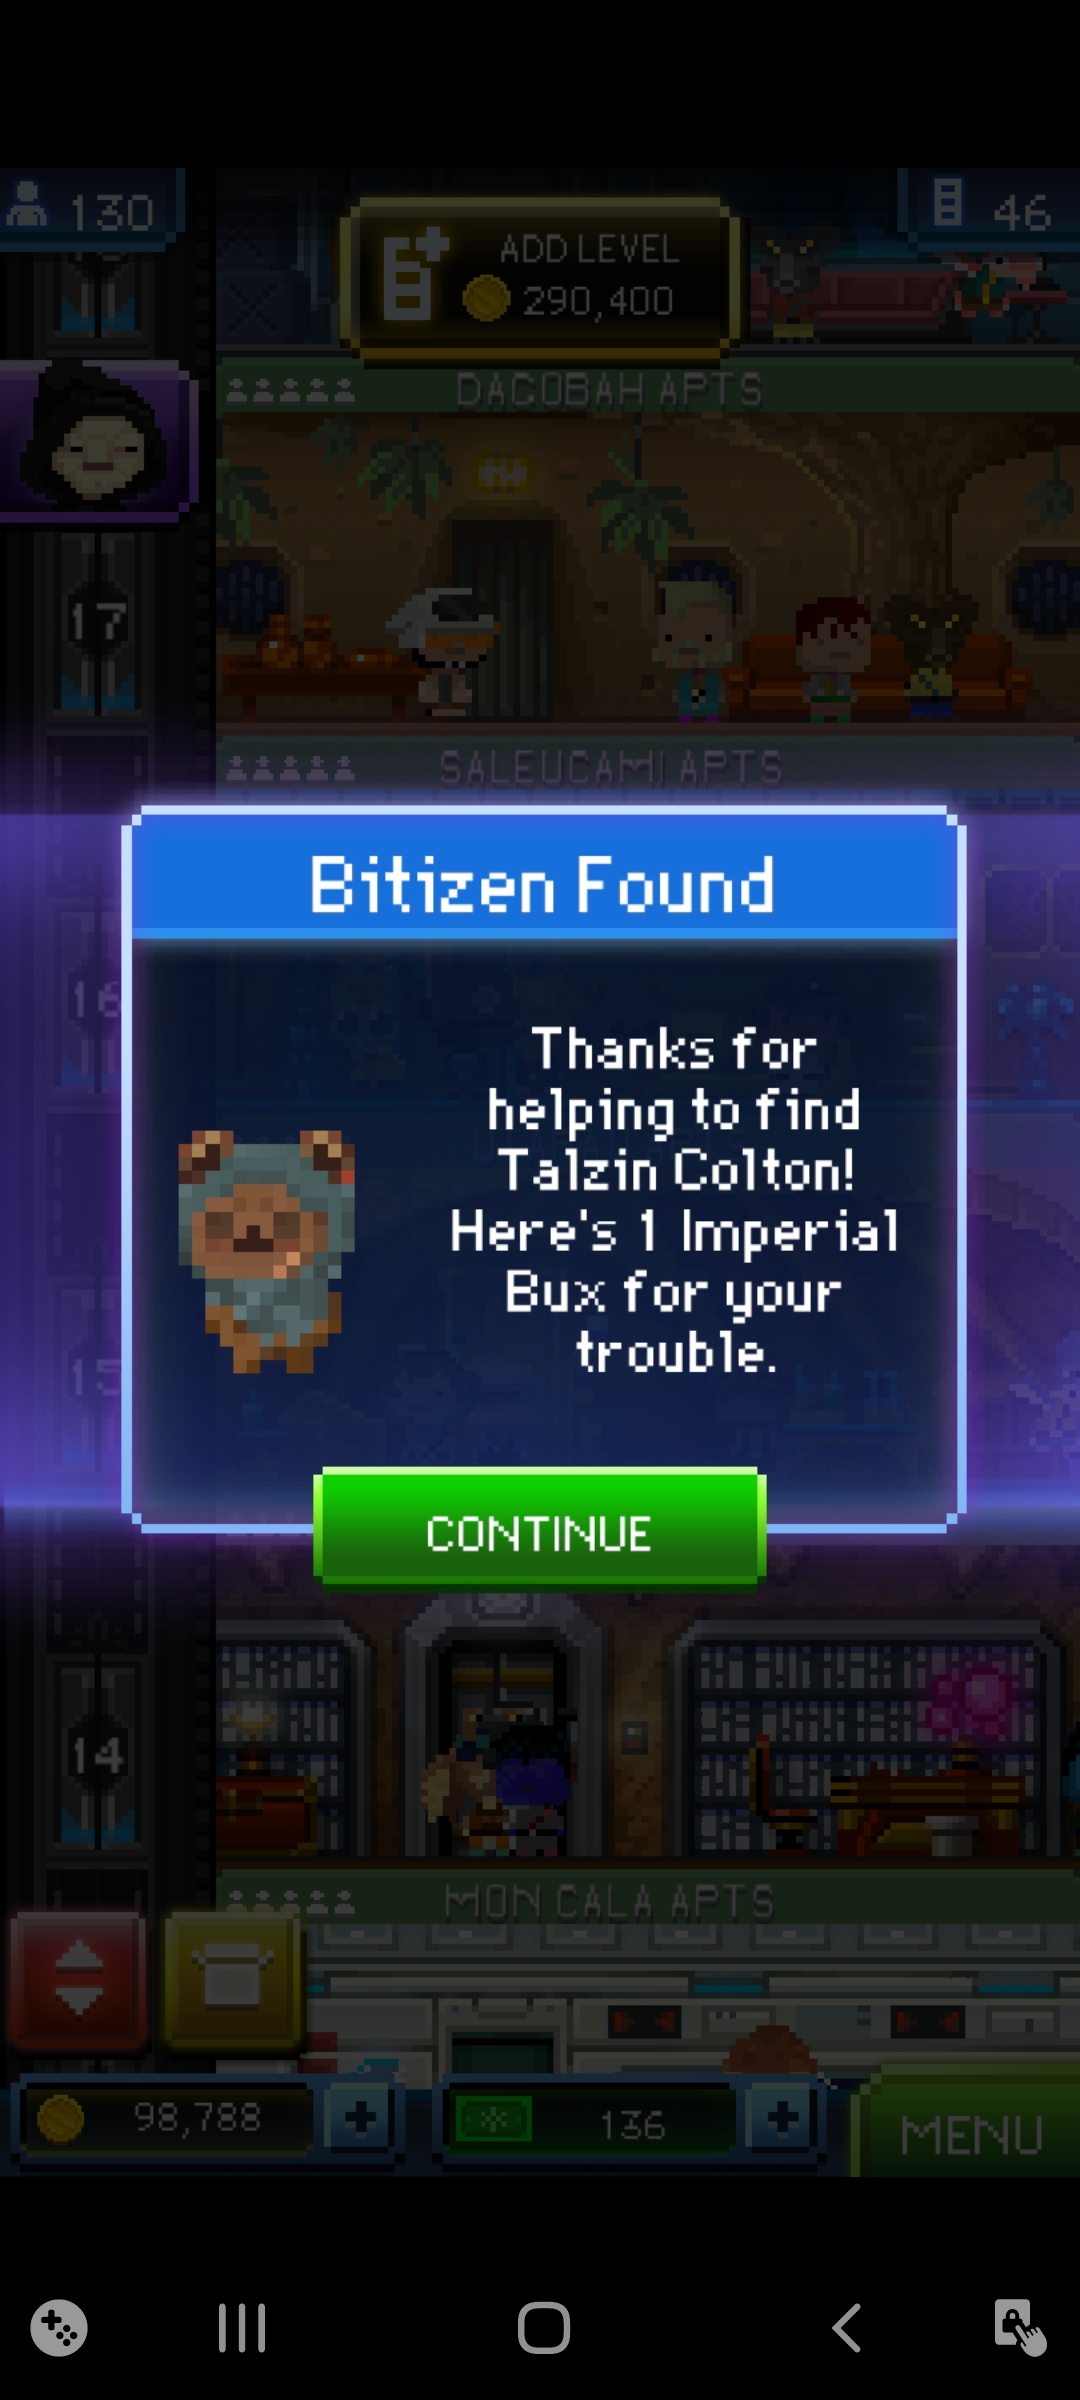 130
ADD LEVEL
290,400
46
DAGOBAH APTS
17
SALEUCAMI APTS
Bitizen Found
16
Thanks for
helping to find
Talzin Colton!
Here's 1 Imperial
Bux for your
trouble.
15
CONTINUE
14
MON CALA APTS
98,788
136
MENU